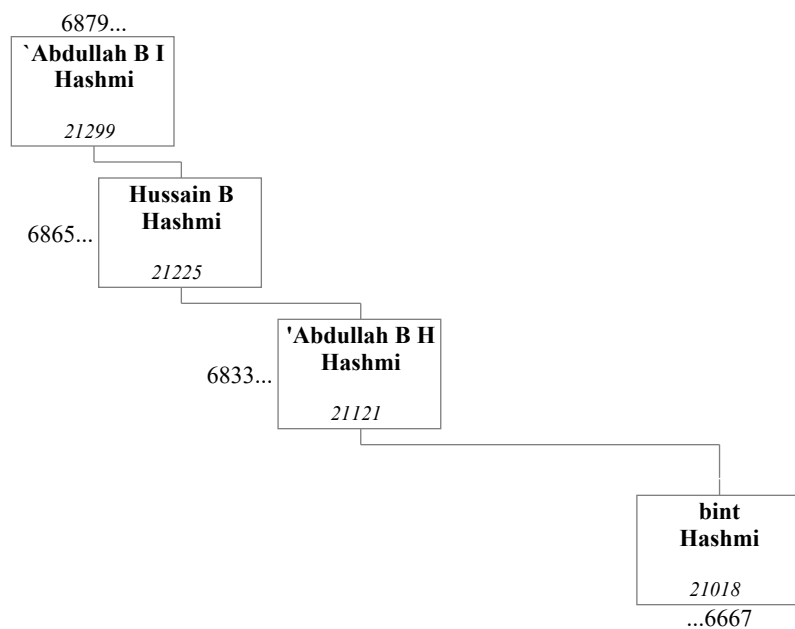 6879...
`Abdullah B I
Hashmi
21299
Hussain B
Hashmi
6865...
21225
'Abdullah B H
Hashmi
6833...
21121
bint
Hashmi
21018
...6667